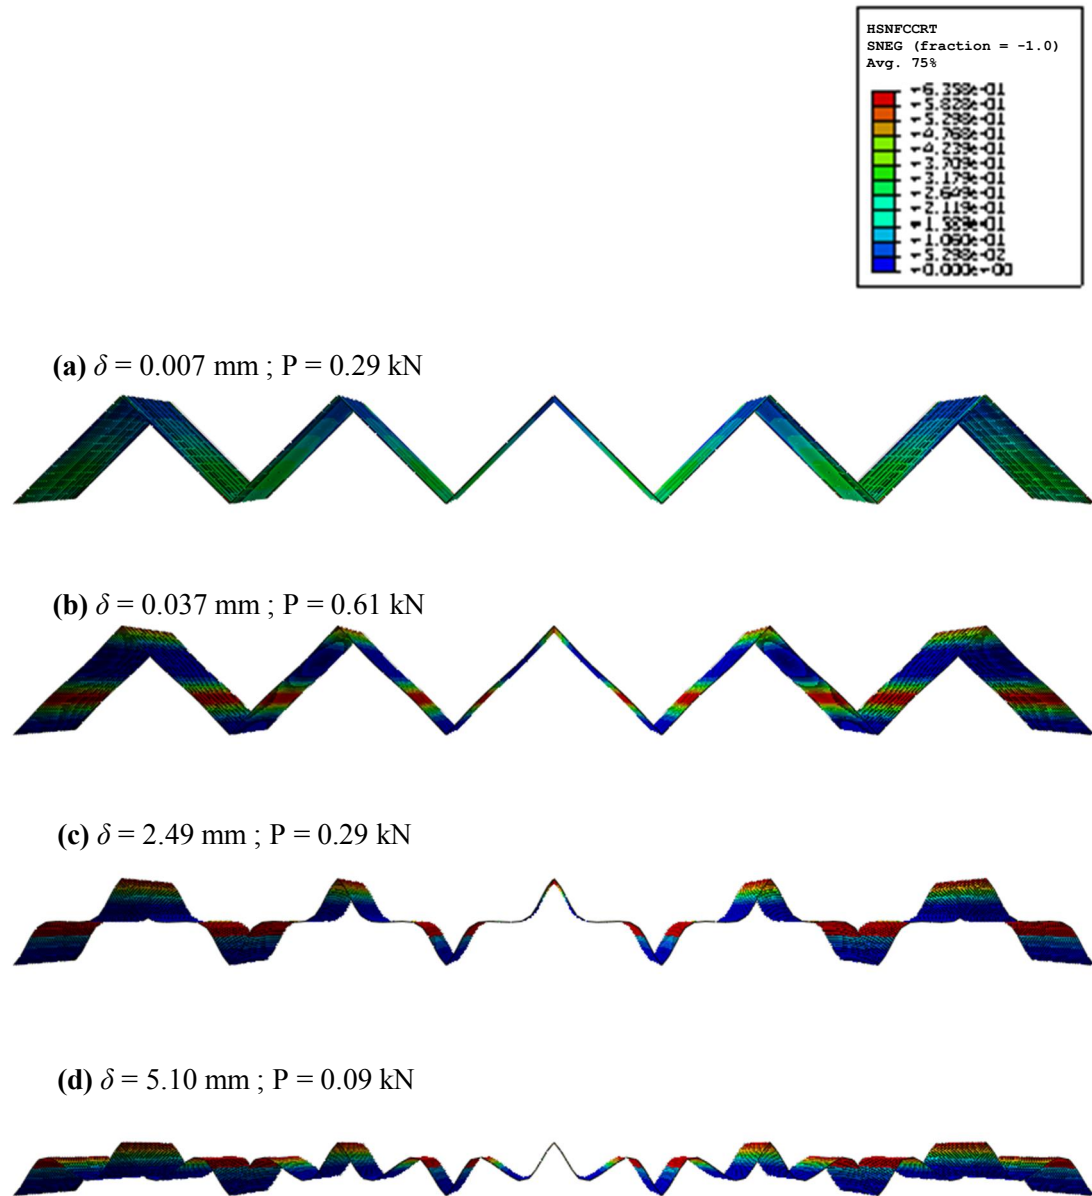 HSNFCCRT
SNEG (fraction = -1.0)
Avg. 75%
+6.358e-01
+5.828e-01
+5.298e-01
+4.768e-01
+4.239e-01
+3.709e-01
+3.179e-01
+2.649e-01
+2.119e-01
+1.589e-01
+1.060e-01
+5.298e-02
+0.000e+00
(a) δ = 0.007 mm ; P = 0.29 kN
(b) δ = 0.037 mm ; P = 0.61 kN
(c) δ = 2.49 mm ; P = 0.29 kN
(d) δ = 5.10 mm ; P = 0.09 kN